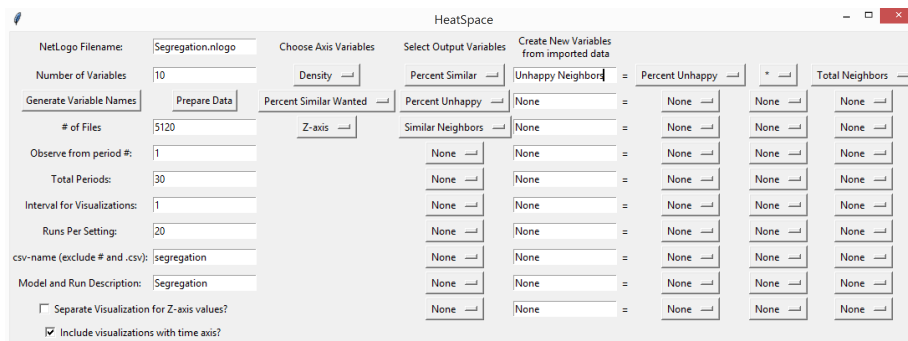 HeatSpace
NetLogo Filename: Segregation.nlogo Choose Axis Variables Select Output Variables Create New Variables
from imported data
Number of Variables 10 Density Percent Similar Unhappy Neighbors = Percent Unhappy * Total Neighbors
Generate Variable Names Prepare Data Percent Similar Wanted Percent Unhappy None = None None None
# of Files 5120 Z-axis Similar Neighbors None = None None None
Observe from period #: 1 None None = None None None
Total Periods: 30 None None = None None None
Interval for Visualizations: 1 None None = None None None
Runs Per Setting: 20 None None = None None None
csv-name (exclude # and .csv): segregation None None = None None None
Model and Run Description: Segregation None None = None None None
Separate Visualization for Z-axis values? None None = None None None
Include visualizations with time axis?